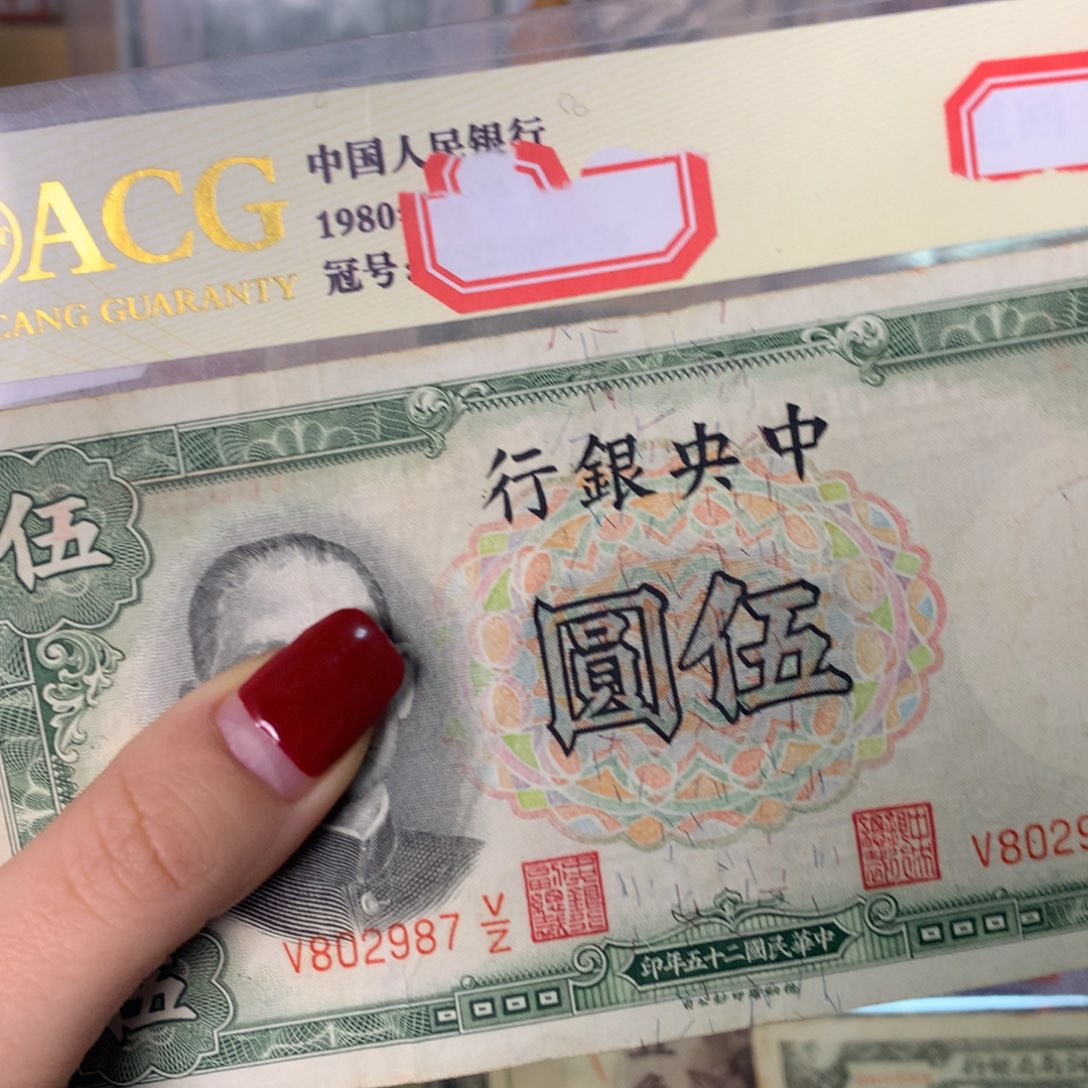 ACG
CANG GUARANTY
中国人民银行
1980
冠号:
伍
行銀央中
圓伍
V802987 V/Z
V8029
印年五十二國民華中
伍